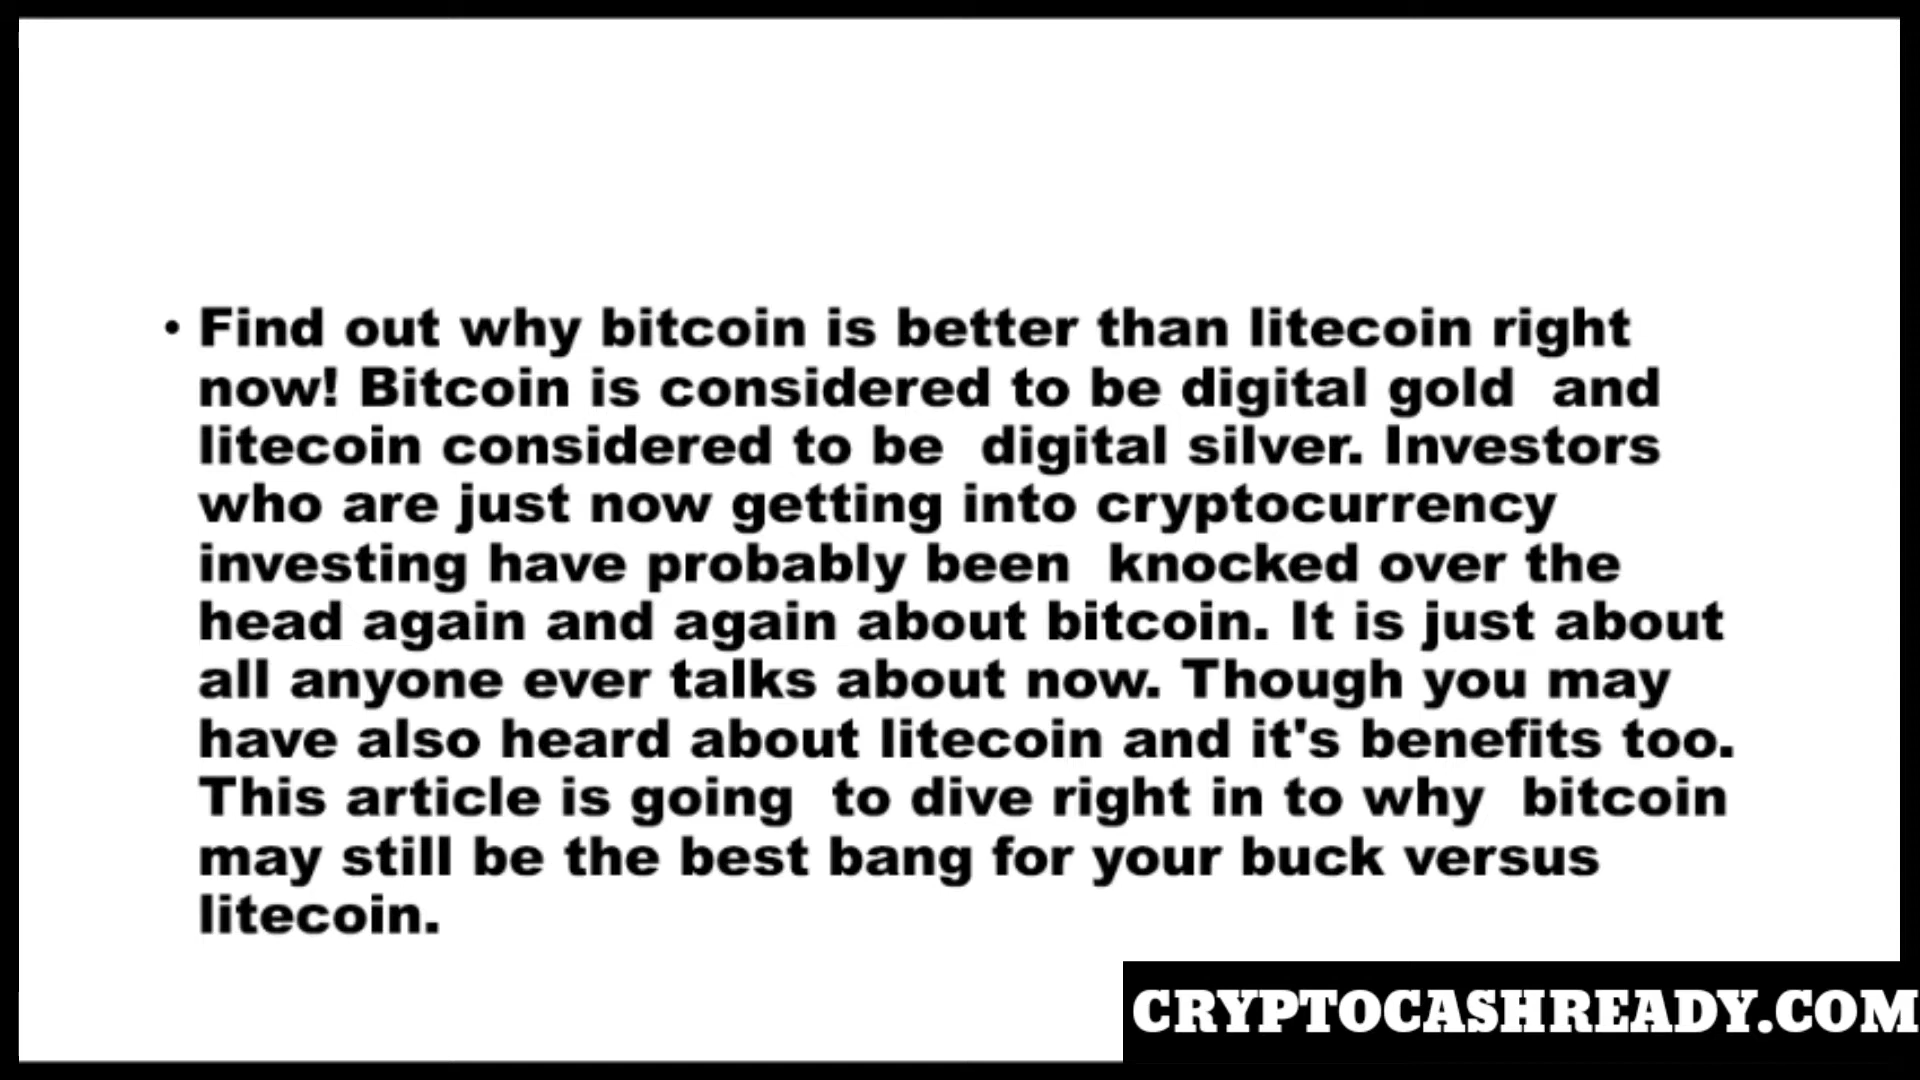 • Find out why bitcoin is better than litecoin right
now! Bitcoin is considered to be digital gold  and
litecoin considered to be  digital silver. Investors
who are just now getting into cryptocurrency
investing have probably been  knocked over the
head again and again about bitcoin. It is just about
all anyone ever talks about now. Though you may
have also heard about litecoin and it's benefits too.
This article is going  to dive right in to why  bitcoin
may still be the best bang for your buck versus
litecoin.
CRYPTOCASHREADY.COM